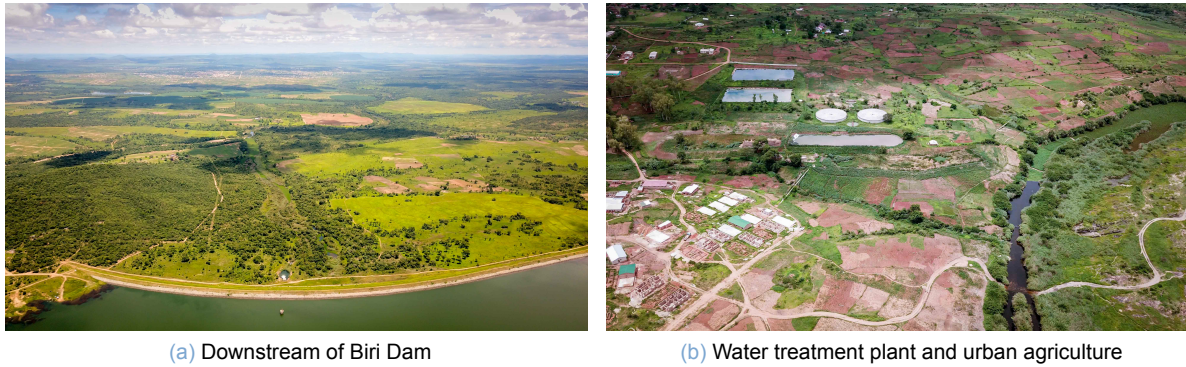 (a) Downstream of Biri Dam
(b) Water treatment plant and urban agriculture